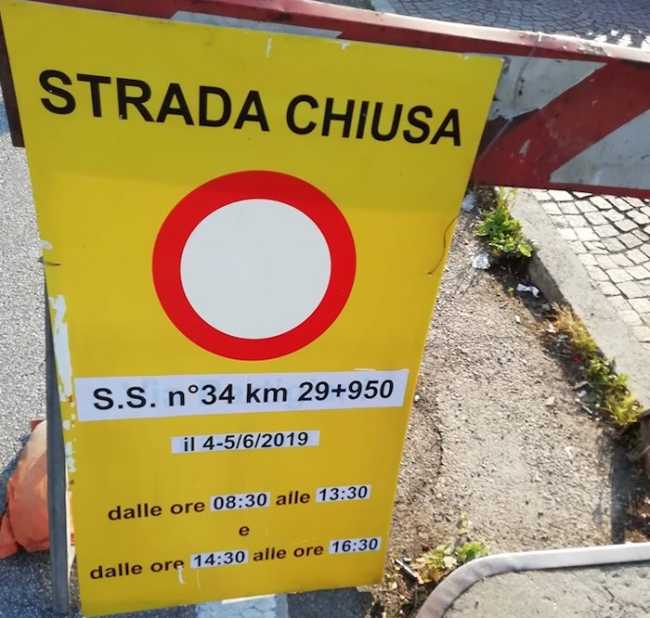 STRADA CHIUSA
S.S. n°34 km 29+950
il 4-5/6/2019
dalle ore 08:30 alle 13:30
e
dalle ore 14:30 alle ore 16:30